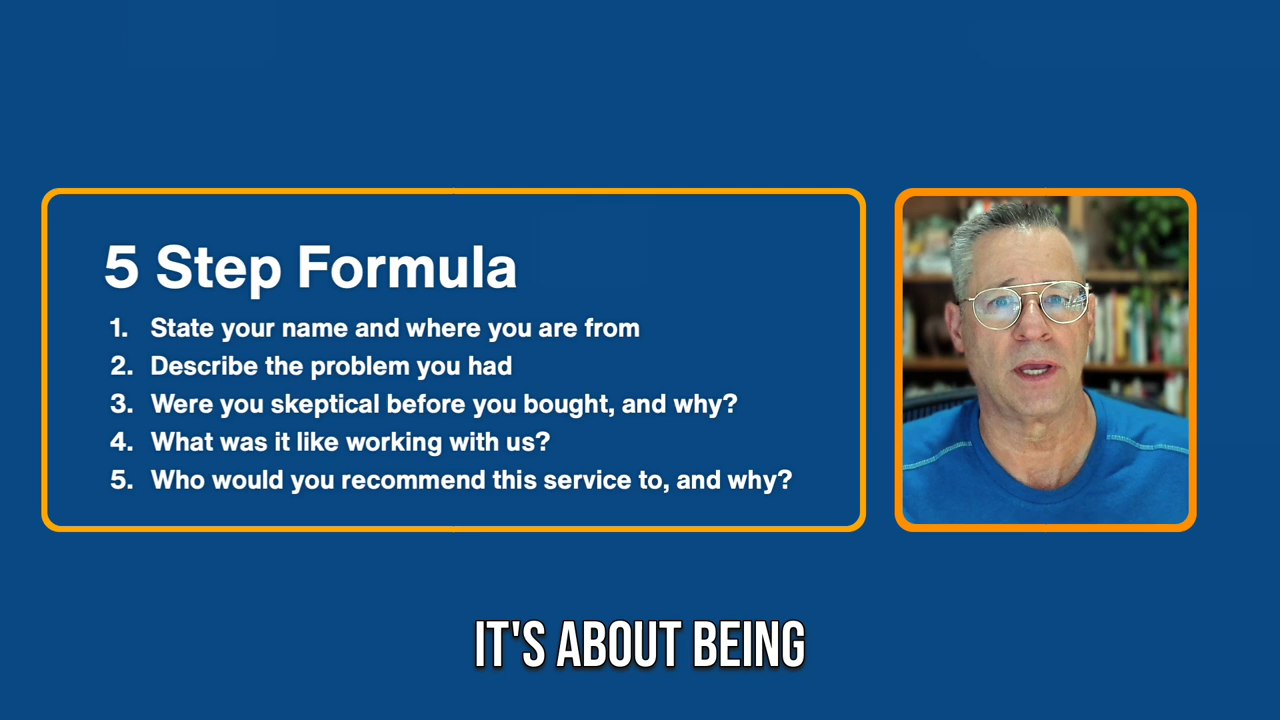 5 Step Formula
1. State your name and where you are from
2. Describe the problem you had
3. Were you skeptical before you bought, and why?
4. What was it like working with us?
5. Who would you recommend this service to, and why?
IT'S ABOUT BEING